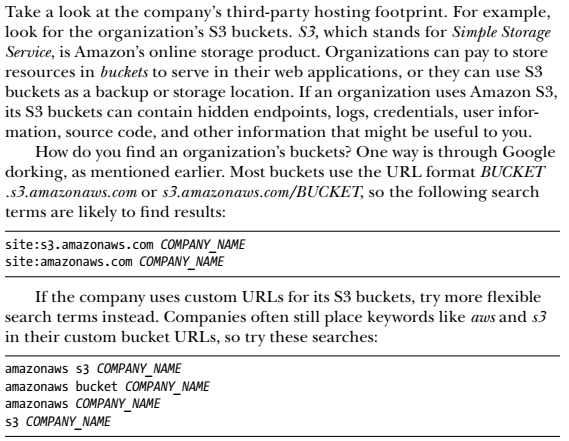 Take a look at the company's third-party hosting footprint. For example,
look for the organization's S3 buckets. S3, which stands for Simple Storage
Service, is Amazon's online storage product. Organizations can pay to store
resources in buckets to serve in their web applications, or they can use S3
buckets as a backup or storage location. If an organization uses Amazon S3,
its S3 buckets can contain hidden endpoints, logs, credentials, user infor-
mation, source code, and other information that might be useful to you.
How do you find an organization's buckets? One way is through Google
dorking, as mentioned earlier. Most buckets use the URL format BUCKET
.s3.amazonaws.com or s3.amazonaws.com/BUCKET, so the following search
terms are likely to find results:
site:s3.amazonaws.com COMPANY_NAME
site:amazonaws.com COMPANY_NAME
If the company uses custom URLs for its S3 buckets, try more flexible
search terms instead. Companies often still place keywords like aws and s3
in their custom bucket URLs, so try these searches:
amazonaws s3 COMPANY_NAME
amazonaws bucket COMPANY_NAME
amazonaws COMPANY_NAME
s3 COMPANY_NAME